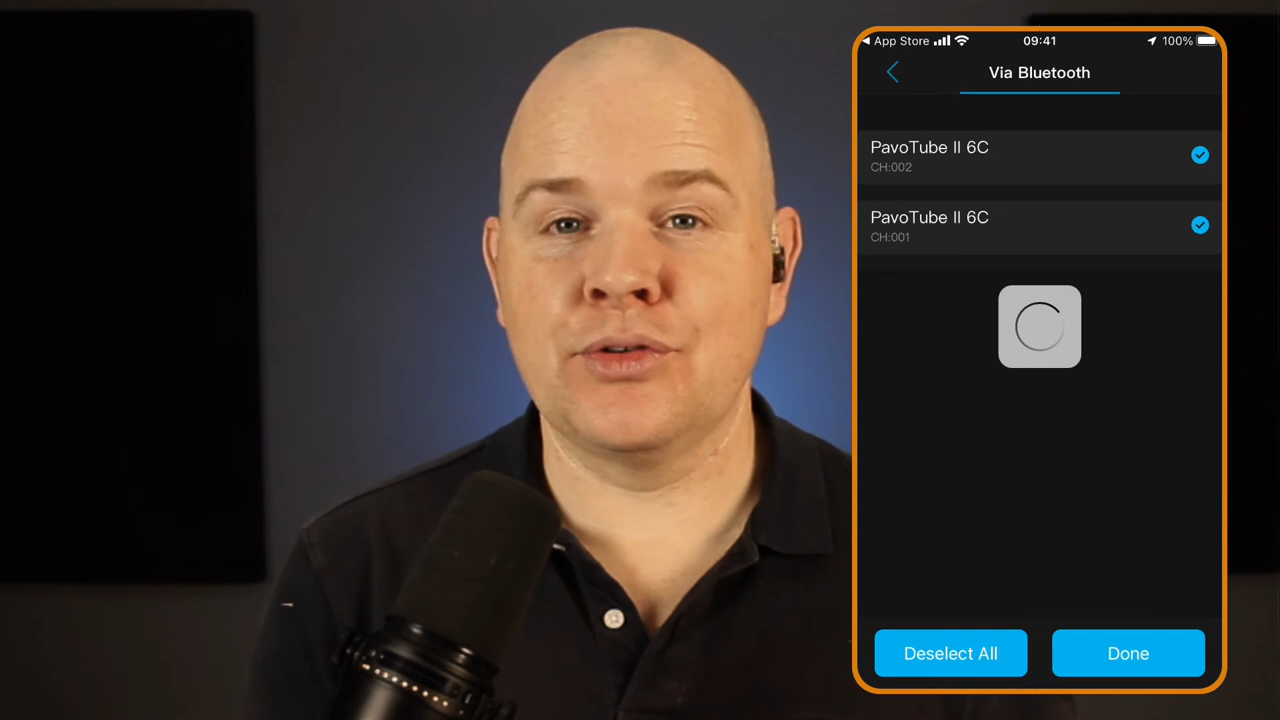 App Store 09:41 100%
Via Bluetooth
PavoTube II 6C
CH:002
PavoTube II 6C
CH:001
Deselect All Done